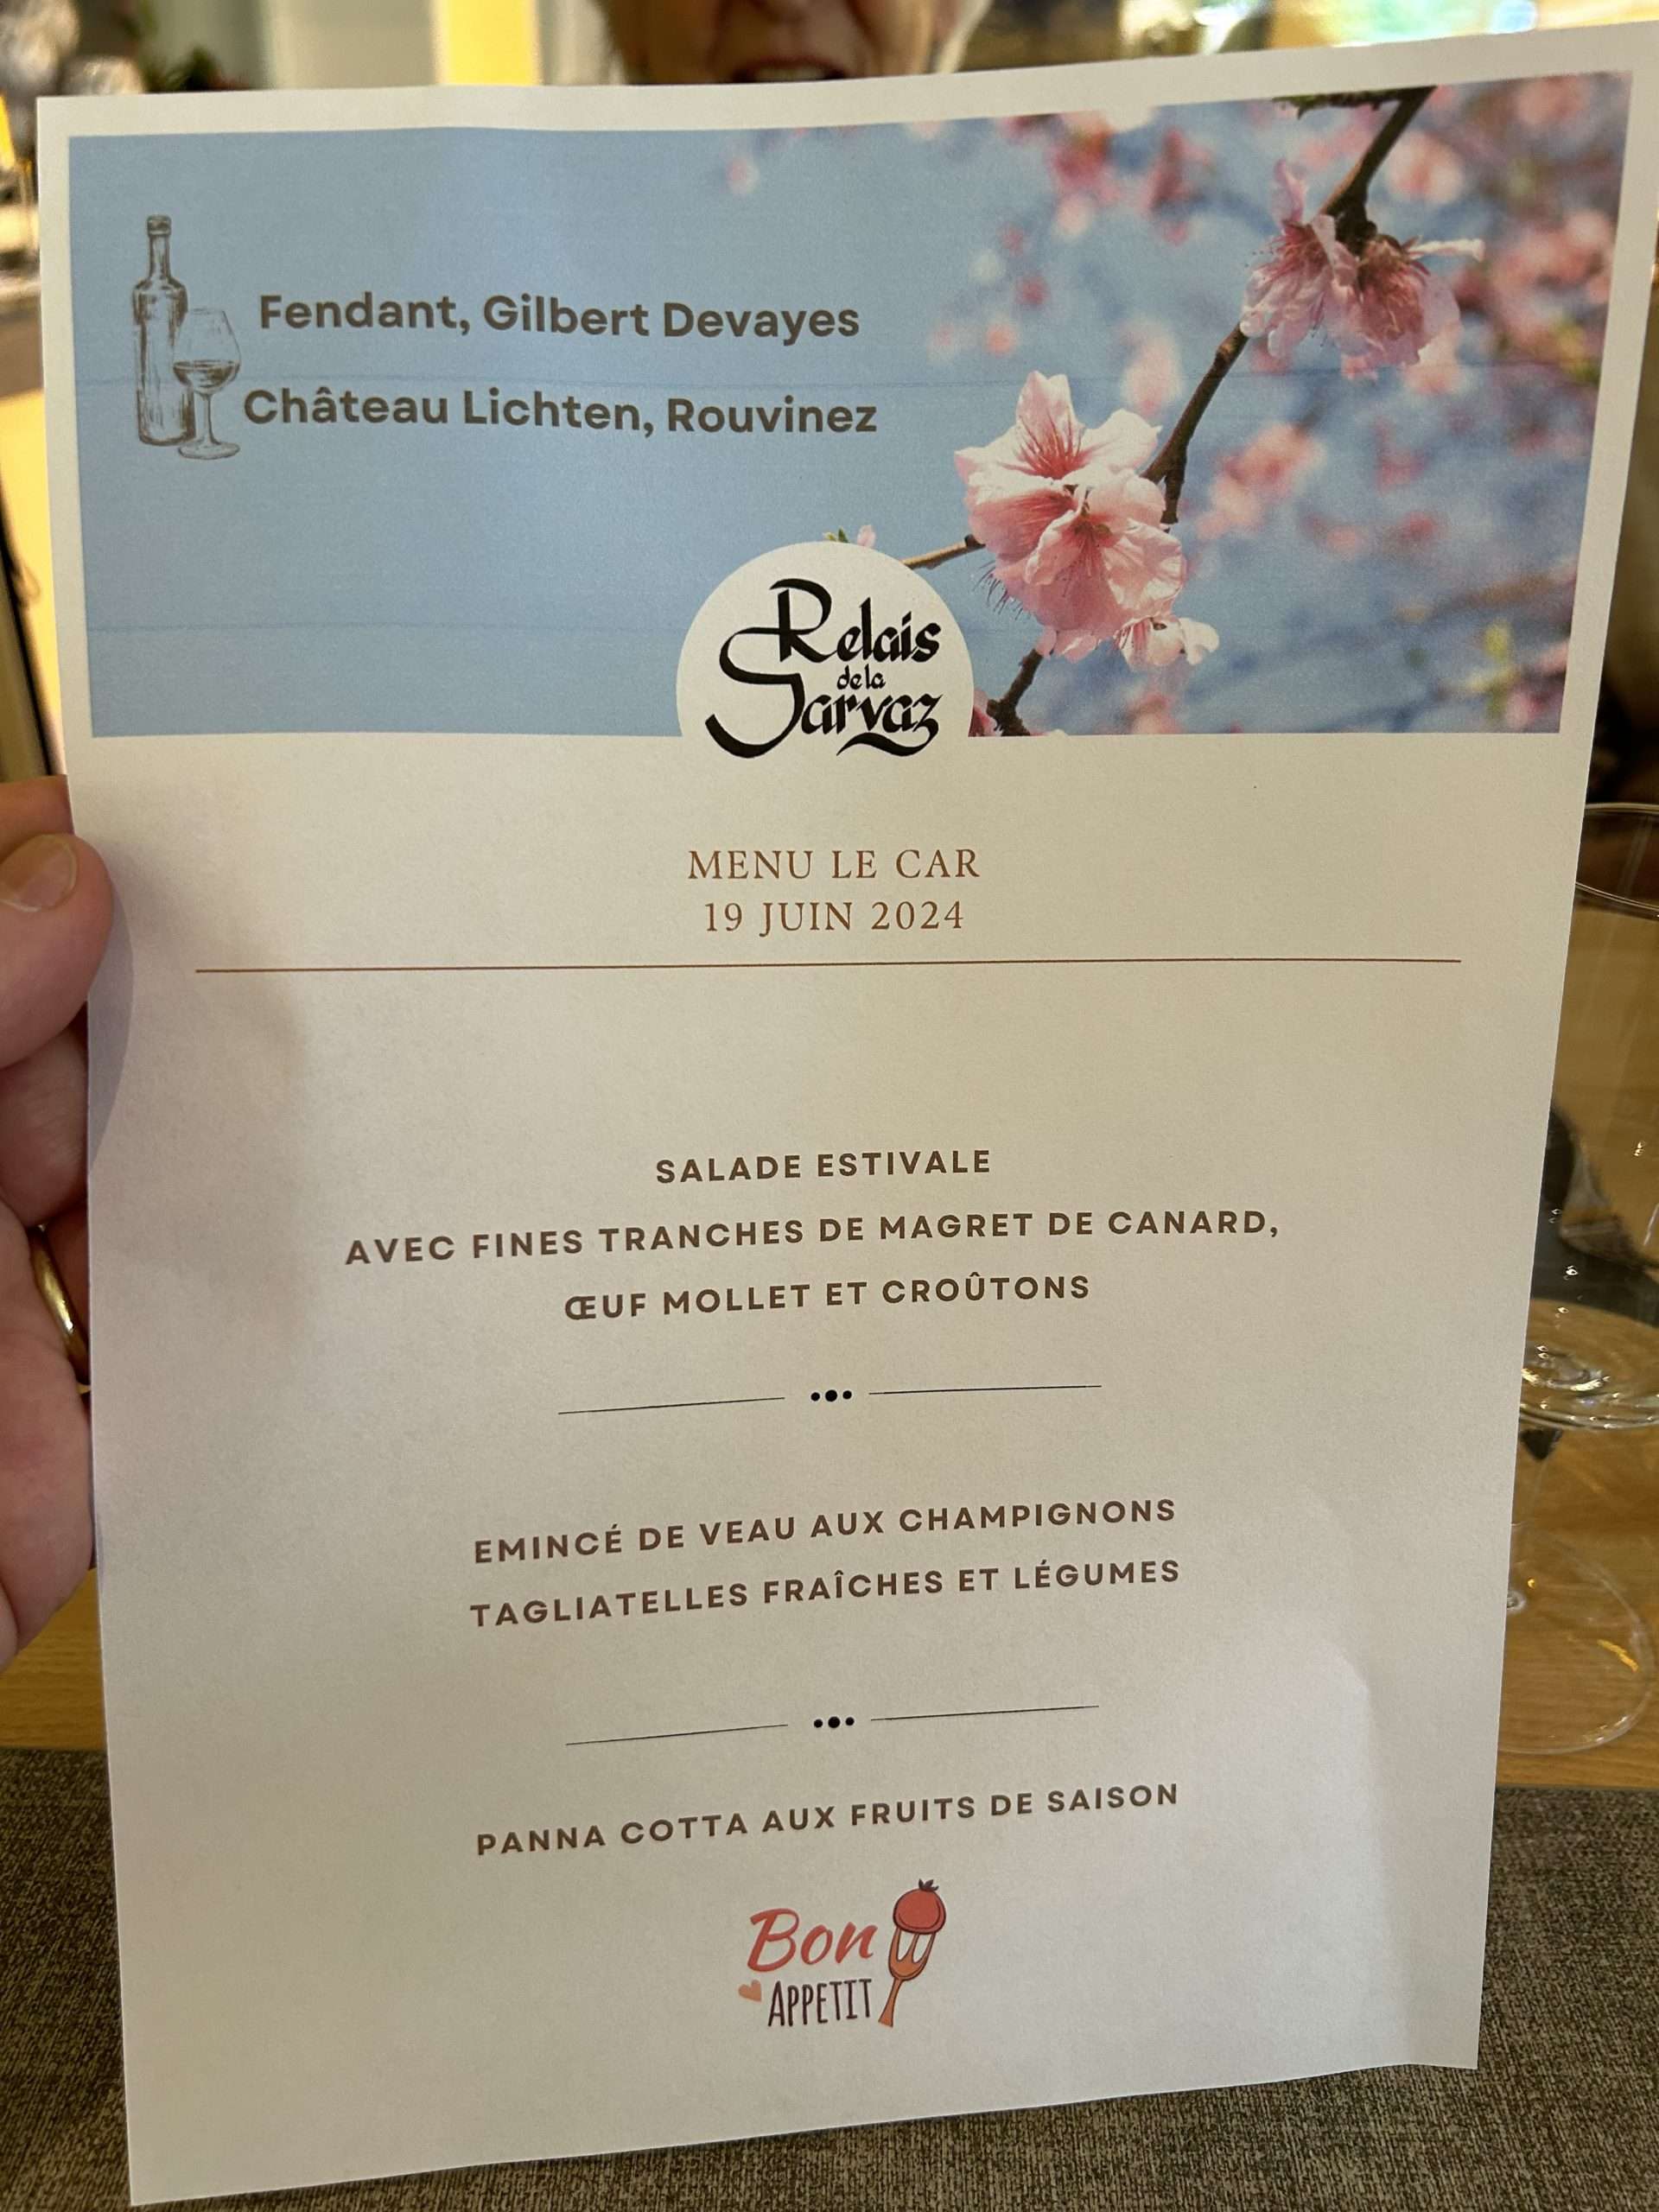 Fendant, Gilbert Devayes
Château Lichten, Rouvinez
Relais
de la
Sarvaz
MENU LE CAR
19 JUIN 2024
SALADE ESTIVALE
AVEC FINES TRANCHES DE MAGRET DE CANARD,
ŒUF MOLLET ET CROÛTONS
EMINCÉ DE VEAU AUX CHAMPIGNONS
TAGLIATELLES FRAÎCHES ET LÉGUMES
PANNA COTTA AUX FRUITS DE SAISON
Bon
APPETIT